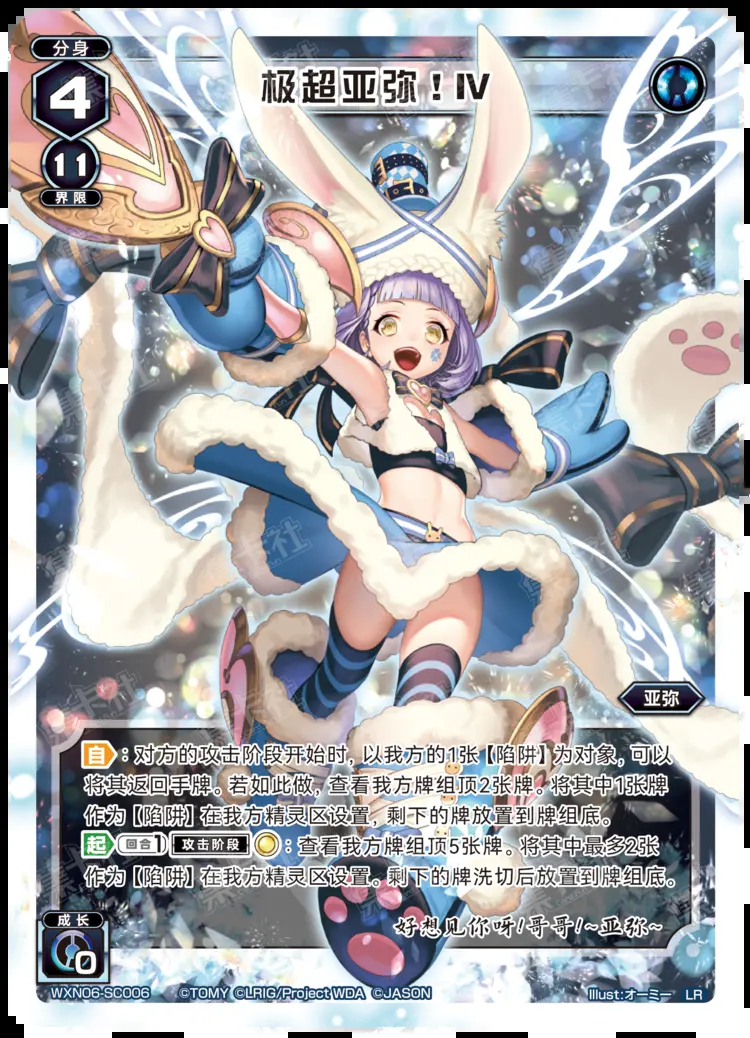 分身
4
极超亚弥!IV
11
界限
亚弥
自:对方的攻击阶段开始时,以我方的1张【陷阱】为对象,可以
将其返回手牌。若如此做,查看我方牌组顶2张牌。将其中1张牌
作为【陷阱】在我方精灵区设置,剩下的牌放置到牌组底。
起 回合1 攻击阶段 :查看我方牌组顶5张牌。将其中最多2张
作为【陷阱】在我方精灵区设置。剩下的牌洗切后放置到牌组底。
好想见你呀!哥哥!~亚弥~
成长
0
WXN06-SC006 ©TOMY ©LRIG/Project WDA ©JASON Illust:オーミー LR